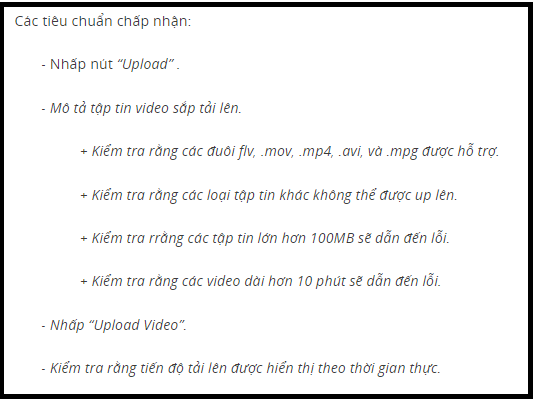 Các tiêu chuẩn chấp nhận:
- Nhấp nút “Upload” .
- Mô tả tập tin video sắp tải lên.
+ Kiểm tra rằng các đuôi flv, .mov, .mp4, .avi, và .mpg được hỗ trợ.
+ Kiểm tra rằng các loại tập tin khác không thể được up lên.
+ Kiểm tra rrằng các tập tin lớn hơn 100MB sẽ dẫn đến lỗi.
+ Kiểm tra rằng các video dài hơn 10 phút sẽ dẫn đến lỗi.
- Nhấp “Upload Video”.
- Kiểm tra rằng tiến độ tải lên được hiển thị theo thời gian thực.